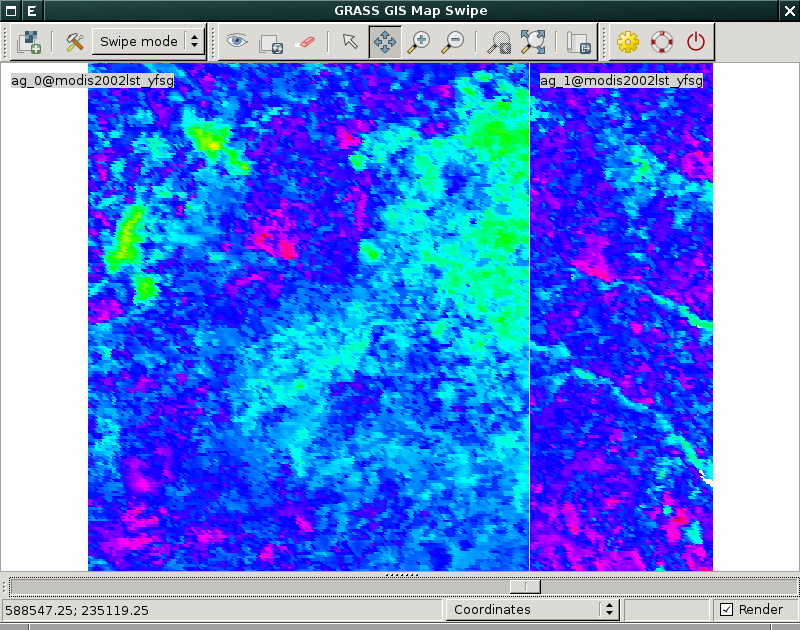 E
GRASS GIS Map Swipe
Swipe mode
ag_0@modis2002lst_yfsg
ag_1@modis2002lst_yfsg
588547.25; 235119.25
Coordinates
Render